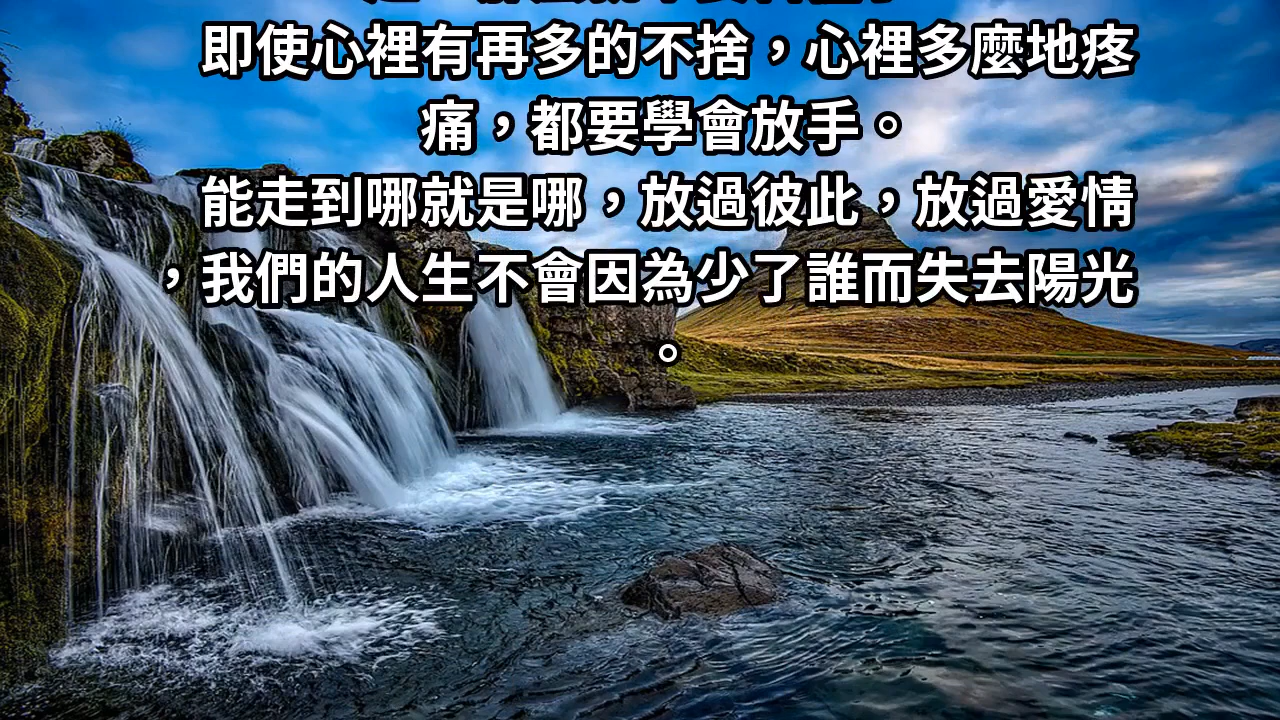 即使心裡有再多的不捨，心裡多麼地疼
痛，都要學會放手。
能走到哪就是哪，放過彼此，放過愛情
，我們的人生不會因為少了誰而失去陽光
。